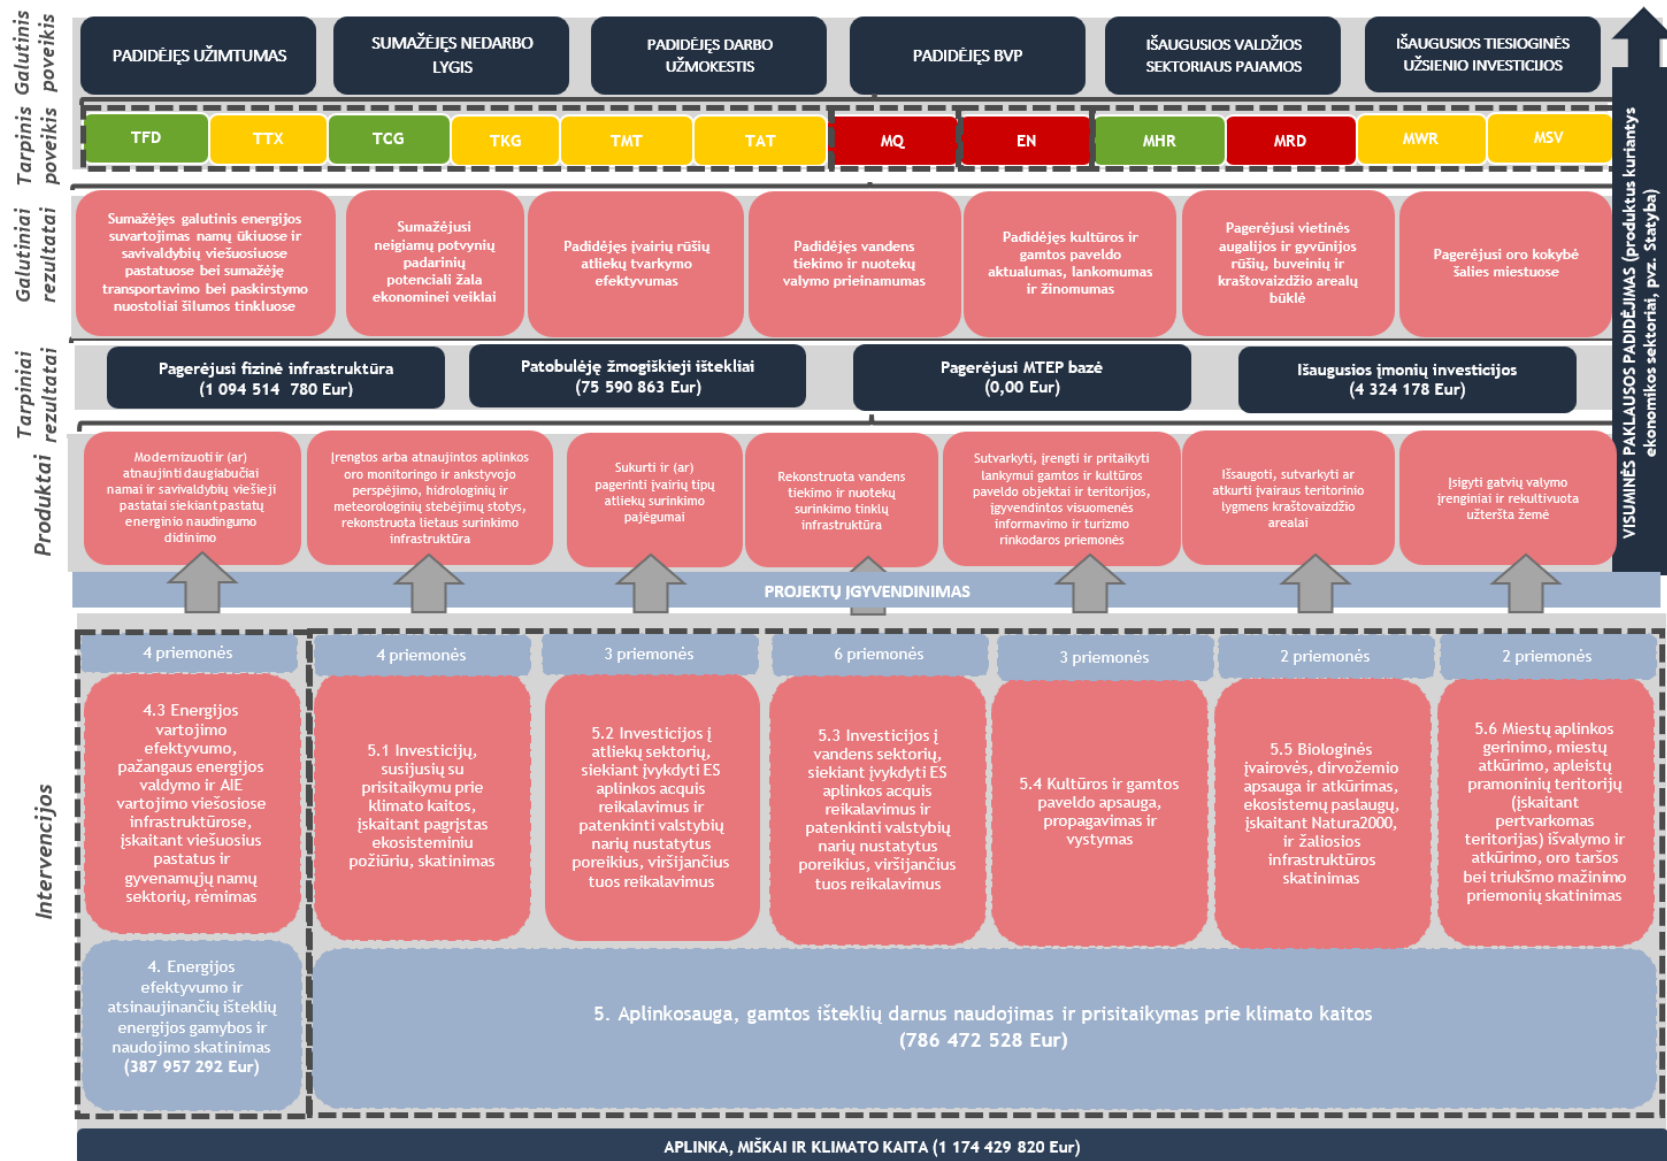 Galutinis
poveikis
PADIDĖJĘS UŽIMTUMAS
SUMAŽĖJĘS NEDARBO
LYGIS
PADIDĖJĘS DARBO
UŽMOKESTIS
PADIDĖJĘS BVP
IŠAUGUSIOS VALDŽIOS
SEKTORIAUS PAJAMOS
IŠAUGUSIOS TIESIOGINĖS
UŽSIENIO INVESTICIJOS
Tarpinis
poveikis
TFD
TTX
TCG
TKG
TMT
TAT
MQ
EN
MHR
MRD
MWR
MSV
Galutiniai
rezultatai
Sumažėjęs galutinis energijos
suvartojimas namų ūkiuose ir
savivaldybių viešuosiuose
pastatuose bei sumažėję
transportavimo bei paskirstymo
nuostoliai šilumos tinkluose
Sumažėjusi
neigiamų potvynių
padarinių
potenciali žala
ekonominei veiklai
Padidėjęs įvairių rūšių
atliekų tvarkymo
efektyvumas
Padidėjęs vandens
tiekimo ir nuotekų
valymo prieinamumas
Padidėjęs kultūros ir
gamtos paveldo
aktualumas, lankomumas
ir žinomumas
Pagerėjusi vietinės
augalijos ir gyvūnijos
rūšių, buveinių ir
kraštovaizdžio arealų
būklė
Pagerėjusi oro kokybė
šalies miestuose
Tarpiniai
rezultatai
Pagerėjusi fizinė infrastruktūra
(1 094 514 780 Eur)
Patobulėję žmogiškieji ištekliai
(75 590 863 Eur)
Pagerėjusi MTEP bazė
(0,00 Eur)
Išaugusios įmonių investicijos
(4 324 178 Eur)
VISUMINĖS PAKLAUSOS PADIDĖJIMAS (produktus kuriantys
ekonomikos sektoriai, pvz. Statyba)
Produktai
Modernizuoti ir (ar)
atnaujinti daugiabučiai
namai ir savivaldybių viešieji
pastatai siekiant pastatų
energinio naudingumo
didinimo
Įrengtos arba atnaujintos aplinkos
oro monitoringo ir ankstyvojo
perspėjimo, hidrologinių ir
meteorologinių stebėjimų stotys,
rekonstruota lietaus surinkimo
infrastruktūra
Sukurti ir (ar)
pagerinti įvairių tipų
atliekų surinkimo
pajėgumai
Rekonstruota vandens
tiekimo ir nuotekų
surinkimo tinklų
infrastruktūra
Sutvarkyti, įrengti ir pritaikyti
lankymui gamtos ir kultūros
paveldo objektai ir teritorijos,
įgyvendintos visuomenės
informavimo ir turizmo
rinkodaros priemonės
Išsaugoti, sutvarkyti ar
atkurti įvairaus teritorinio
lygmens kraštovaizdžio
arealai
Įsigyti gatvių valymo
įrenginiai ir rekultivuota
užteršta žemė
PROJEKTŲ ĮGYVENDINIMAS
Intervencijos
4 priemonės
4 priemonės
3 priemonės
6 priemonės
3 priemonės
2 priemonės
2 priemonės
4.3 Energijos
vartojimo
efektyvumo,
pažangaus energijos
valdymo ir AIE
vartojimo viešosiose
infrastruktūrose,
įskaitant viešuosius
pastatus ir
gyvenamųjų namų
sektorių, rėmimas
5.1 Investicijų,
susijusių su
prisitaikymu prie
klimato kaitos,
įskaitant pagrįstas
ekosisteminiu
požiūriu, skatinimas
5.2 Investicijos į
atliekų sektorių,
siekiant įvykdyti ES
aplinkos acquis
reikalavimus ir
patenkinti valstybių
narių nustatytus
poreikius, viršijančius
tuos reikalavimus
5.3 Investicijos į
vandens sektorių,
siekiant įvykdyti ES
aplinkos acquis
reikalavimus ir
patenkinti valstybių
narių nustatytus
poreikius, viršijančius
tuos reikalavimus
5.4 Kultūros ir gamtos
paveldo apsauga,
propagavimas ir
vystymas
5.5 Biologinės
įvairovės, dirvožemio
apsauga ir atkūrimas,
ekosistemų paslaugų,
įskaitant Natura2000,
ir žaliosios
infrastruktūros
skatinimas
5.6 Miestų aplinkos
gerinimo, miestų
atkūrimo, apleistų
pramoninių teritorijų
(įskaitant
pertvarkomas
teritorijas) išvalymo ir
atkūrimo, oro taršos
bei triukšmo mažinimo
priemonių skatinimas
4. Energijos
efektyvumo ir
atsinaujinančių išteklių
energijos gamybos ir
naudojimo skatinimas
(387 957 292 Eur)
5. Aplinkosauga, gamtos išteklių darnus naudojimas ir prisitaikymas prie klimato kaitos
(786 472 528 Eur)
APLINKA, MIŠKAI IR KLIMATO KAITA (1 174 429 820 Eur)